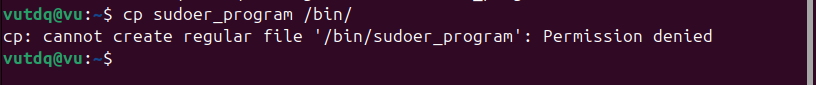 vutdq@vu:~$ cp sudoer_program /bin/
cp: cannot create regular file '/bin/sudoer_program': Permission denied
vutdq@vu:~$